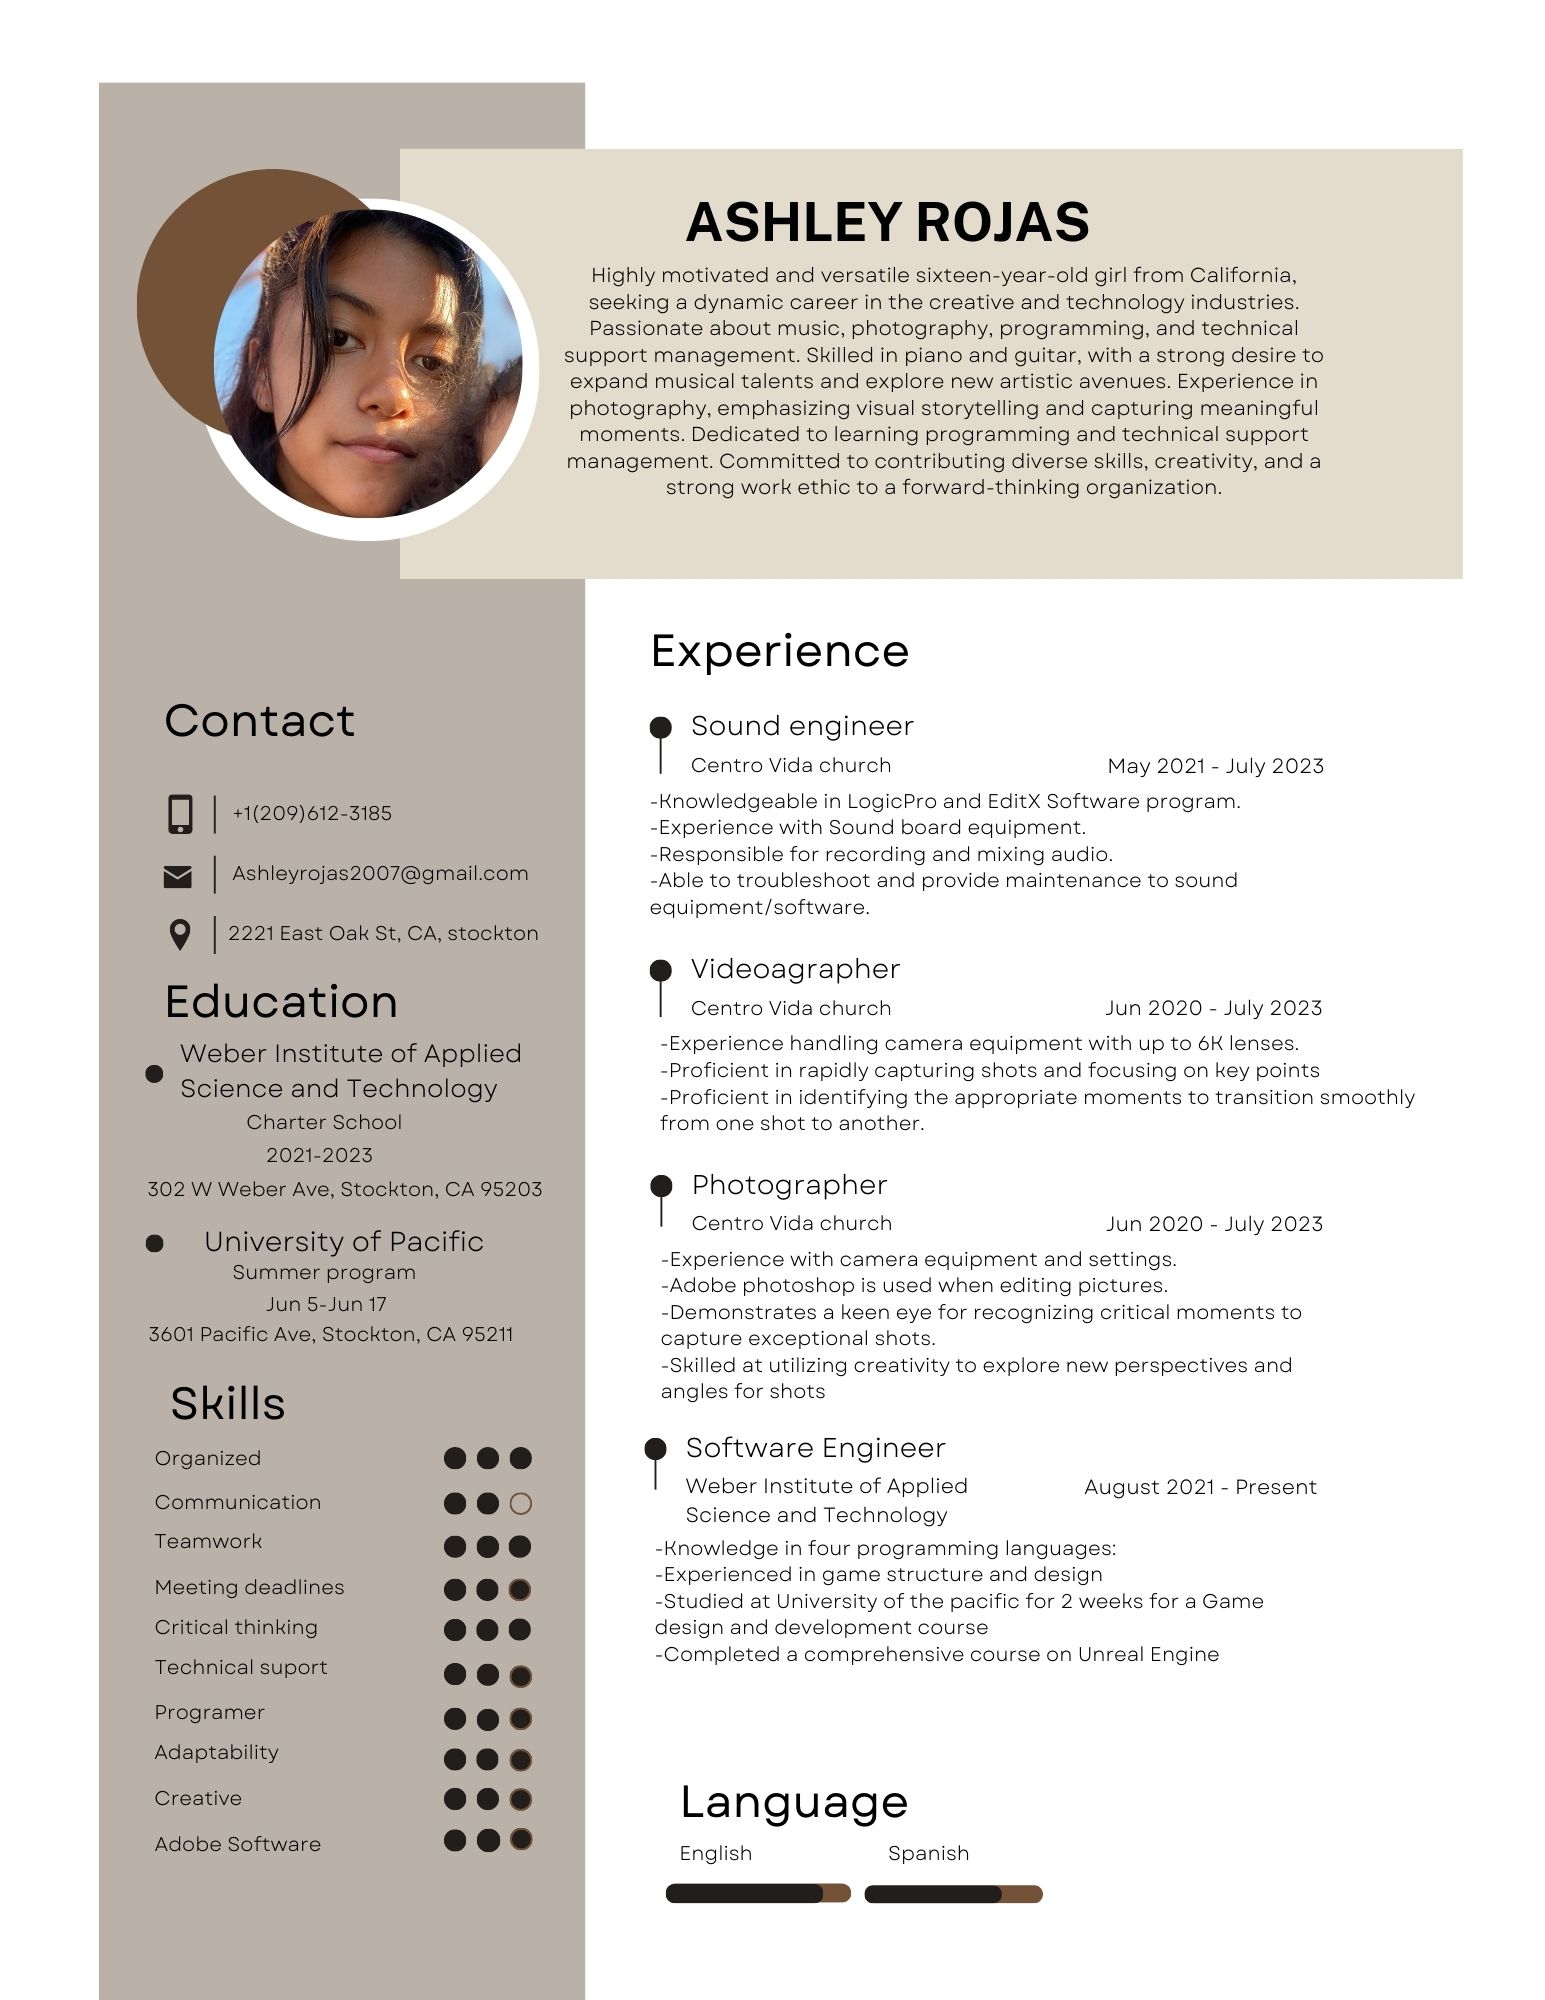 ASHLEY ROJAS
Highly motivated and versatile sixteen-year-old girl from California,
seeking a dynamic career in the creative and technology industries.
Passionate about music, photography, programming, and technical
support management. Skilled in piano and guitar, with a strong desire to
expand musical talents and explore new artistic avenues. Experience in
photography, emphasizing visual storytelling and capturing meaningful
moments. Dedicated to learning programming and technical support
management. Committed to contributing diverse skills, creativity, and a
strong work ethic to a forward-thinking organization.
Contact
+1(209)612-3185
Ashleyrojas2007@gmail.com
2221 East Oak St, CA, stockton
Education
Weber Institute of Applied
Science and Technology
Charter School
2021-2023
302 W Weber Ave, Stockton, CA 95203
University of Pacific
Summer program
Jun 5-Jun 17
3601 Pacific Ave, Stockton, CA 95211
Skills
Organized
Communication
Teamwork
Meeting deadlines
Critical thinking
Technical suport
Programer
Adaptability
Creative
Adobe Software
Experience
Sound engineer
Centro Vida church May 2021 - July 2023
-Knowledgeable in LogicPro and EditX Software program.
-Experience with Sound board equipment.
-Responsible for recording and mixing audio.
-Able to troubleshoot and provide maintenance to sound
equipment/software.
Videoagrapher
Centro Vida church Jun 2020 - July 2023
-Experience handling camera equipment with up to 6K lenses.
-Proficient in rapidly capturing shots and focusing on key points
-Proficient in identifying the appropriate moments to transition smoothly
from one shot to another.
Photographer
Centro Vida church Jun 2020 - July 2023
-Experience with camera equipment and settings.
-Adobe photoshop is used when editing pictures.
-Demonstrates a keen eye for recognizing critical moments to
capture exceptional shots.
-Skilled at utilizing creativity to explore new perspectives and
angles for shots
Software Engineer
Weber Institute of Applied August 2021 - Present
Science and Technology
-Knowledge in four programming languages:
-Experienced in game structure and design
-Studied at University of the pacific for 2 weeks for a Game
design and development course
-Completed a comprehensive course on Unreal Engine
Language
English Spanish